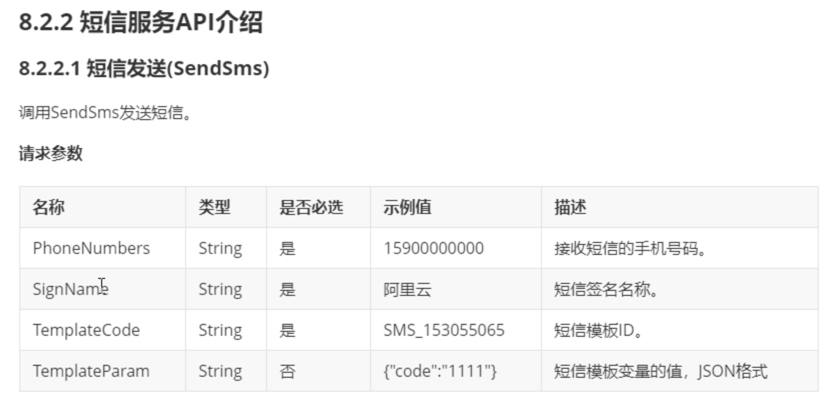 8.2.2 短信服务API介绍
8.2.2.1 短信发送(SendSms)
调用SendSms发送短信。
请求参数
名称 类型 是否必选 示例值 描述
PhoneNumbers String 是 15900000000 接收短信的手机号码。
SignName String 是 阿里云 短信签名名称。
TemplateCode String 是 SMS_153055065 短信模板ID。
TemplateParam String 否 {"code":"1111"} 短信模板变量的值，JSON格式